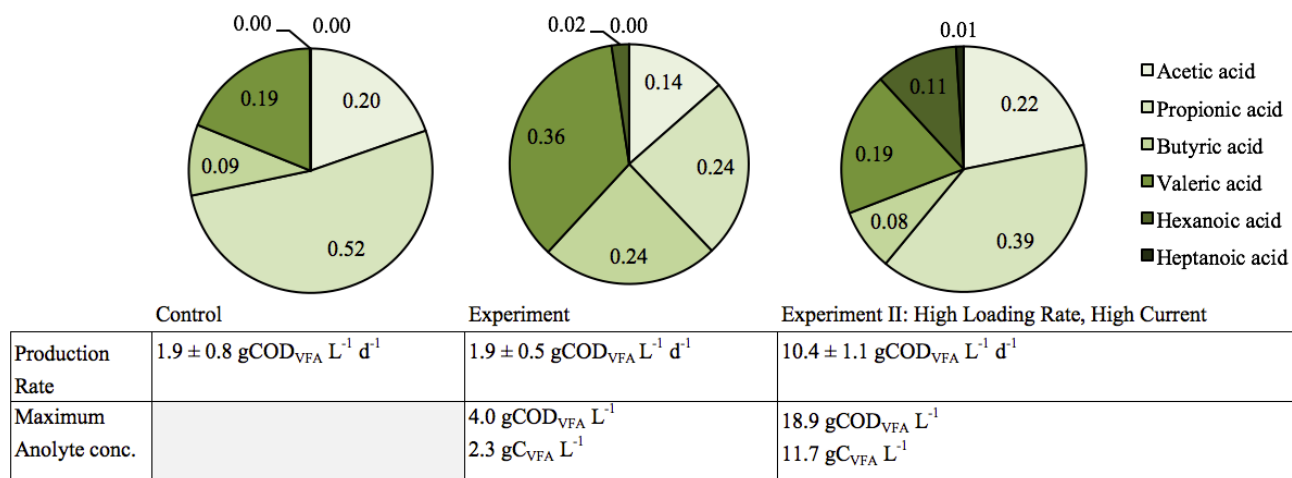 0.00 0.00
0.20
0.52
0.09
0.19
0.02 0.00
0.14
0.24
0.24
0.36
0.01
0.22
0.39
0.08
0.19
0.11
Acetic acid
Propionic acid
Butyric acid
Valeric acid
Hexanoic acid
Heptanoic acid
Control
Experiment
Experiment II: High Loading Rate, High Current
Production
Rate
1.9 ± 0.8 gCOD_VFA L⁻¹ d⁻¹
1.9 ± 0.5 gCOD_VFA L⁻¹ d⁻¹
10.4 ± 1.1 gCOD_VFA L⁻¹ d⁻¹
Maximum
Anolyte conc.
4.0 gCOD_VFA L⁻¹
2.3 gC_VFA L⁻¹
18.9 gCOD_VFA L⁻¹
11.7 gC_VFA L⁻¹